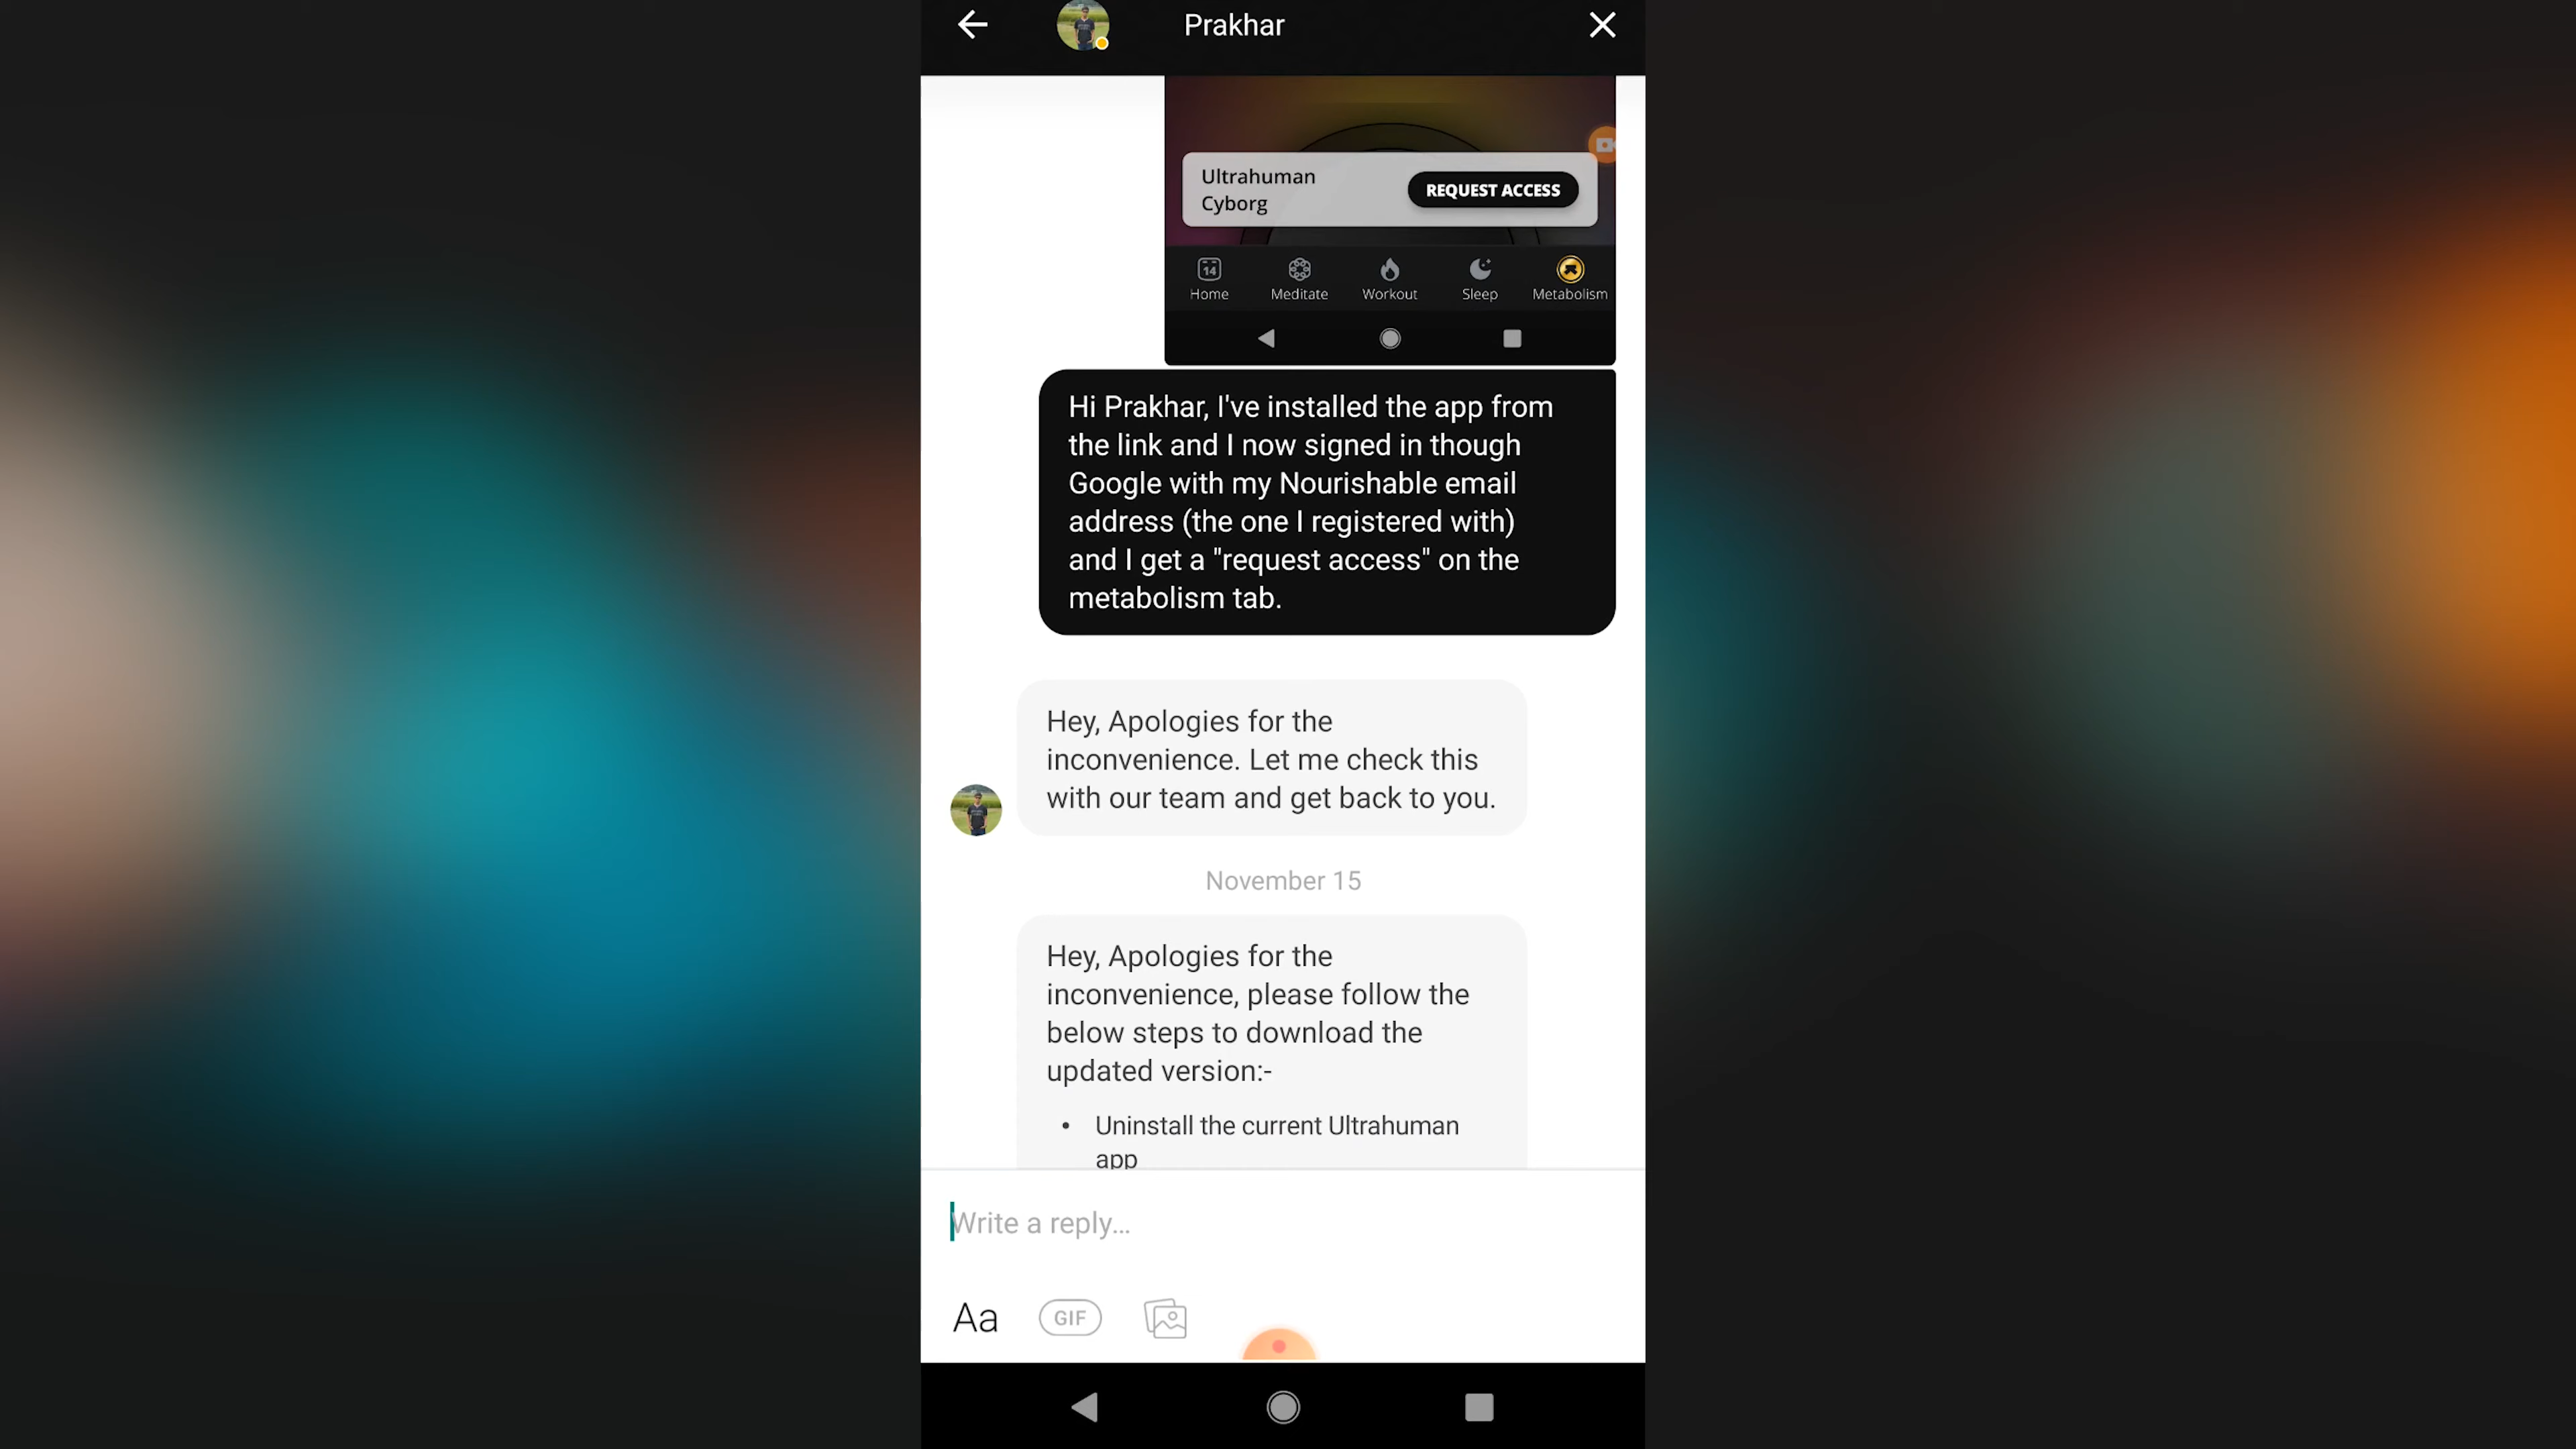 Prakhar
Ultrahuman
Cyborg
REQUEST ACCESS
14
Home
Meditate
Workout
Sleep
Metabolism
Hi Prakhar, I've installed the app from
the link and I now signed in though
Google with my Nourishable email
address (the one I registered with)
and I get a "request access" on the
metabolism tab.
Hey, Apologies for the
inconvenience. Let me check this
with our team and get back to you.
November 15
Hey, Apologies for the
inconvenience, please follow the
below steps to download the
updated version:-
• Uninstall the current Ultrahuman
app
Write a reply...
Aa
GIF